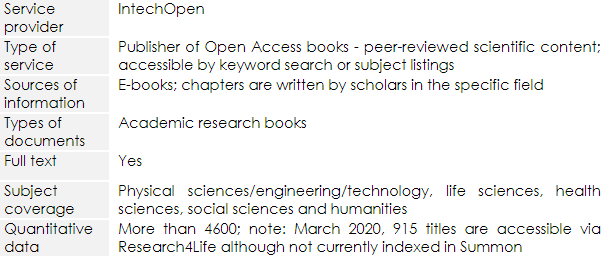 Service provider
IntechOpen
Type of service
Publisher of Open Access books - peer-reviewed scientific content;
accessible by keyword search or subject listings
Sources of information
E-books; chapters are written by scholars in the specific field
Types of documents
Academic research books
Full text
Yes
Subject coverage
Physical sciences/engineering/technology, life sciences, health
sciences, social sciences and humanities
Quantitative data
More than 4600; note: March 2020, 915 titles are accessible via
Research4Life although not currently indexed in Summon